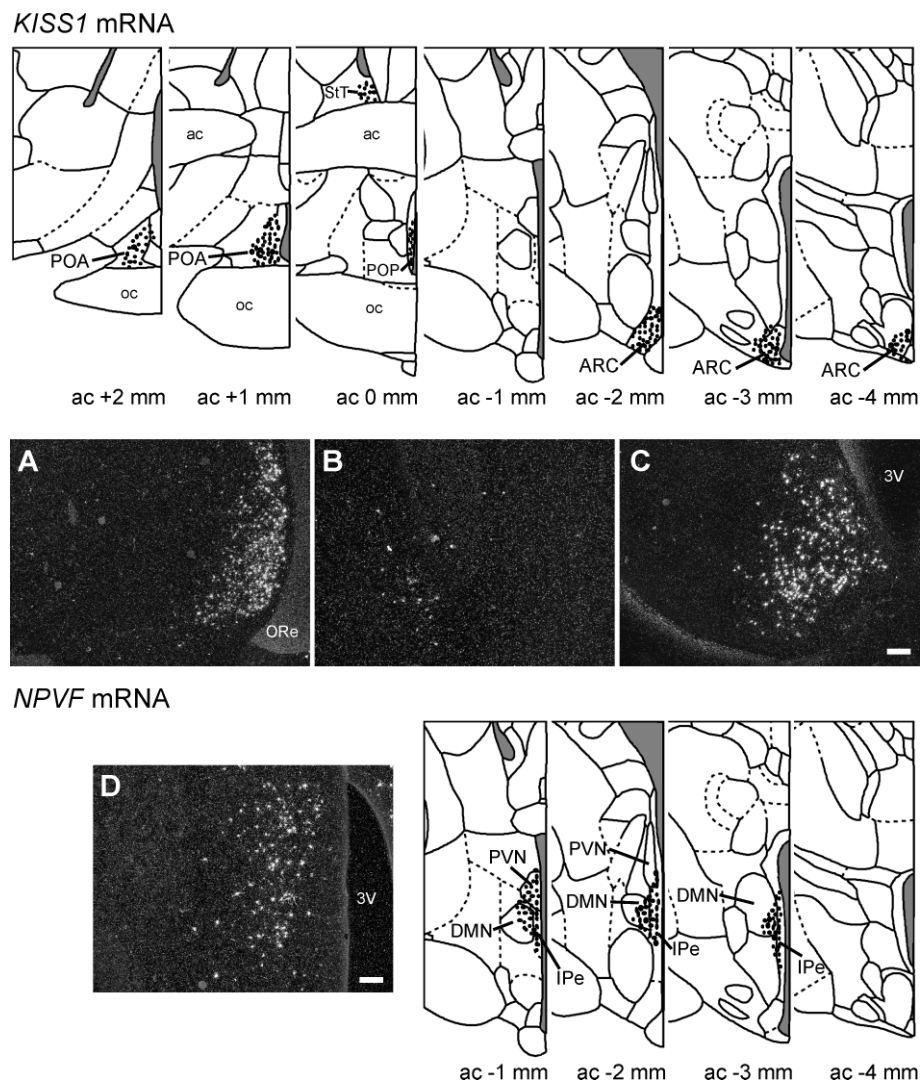 KISS1 mRNA
StT
ac
ac
POA
POA
POP
oc
oc
oc
ARC
ARC
ARC
ac +2 mm
ac +1 mm
ac 0 mm
ac -1 mm
ac -2 mm
ac -3 mm
ac -4 mm
A
B
C
3V
ORe
NPVF mRNA
D
3V
PVN
PVN
DMN
DMN
DMN
IPe
IPe
IPe
ac -1 mm
ac -2 mm
ac -3 mm
ac -4 mm